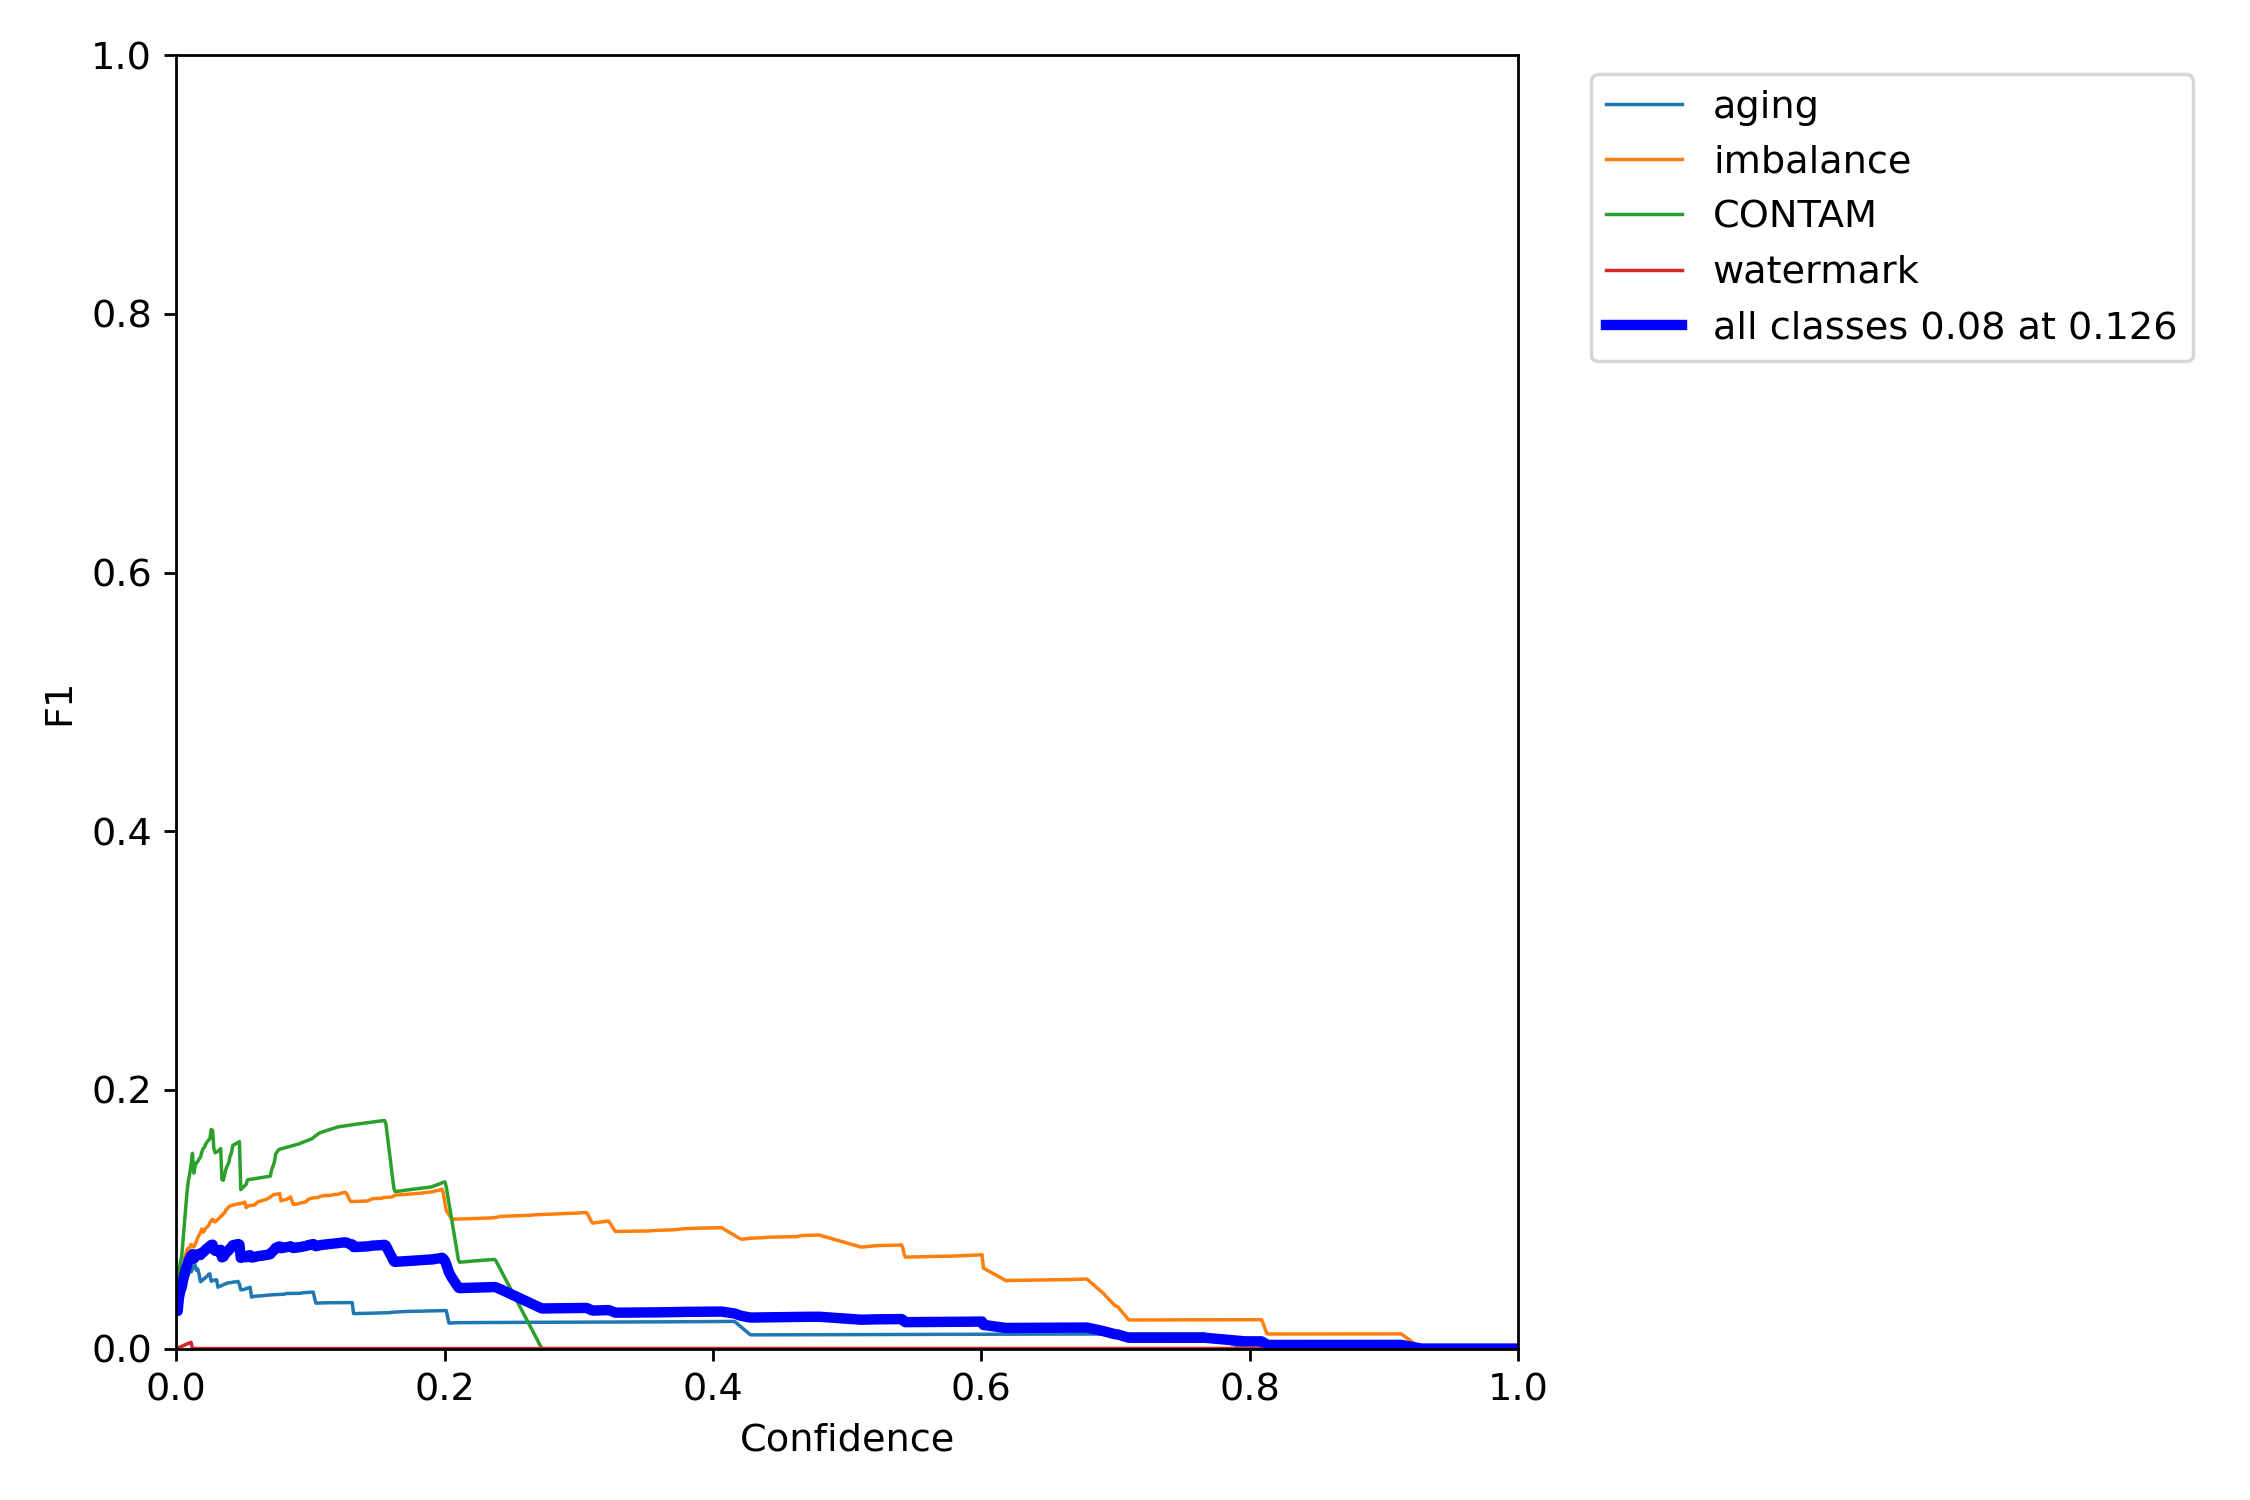 1.0
0.8
0.6
0.4
0.2
0.0
F1
0.0 0.2 0.4 0.6 0.8 1.0
Confidence
aging
imbalance
CONTAM
watermark
all classes 0.08 at 0.126